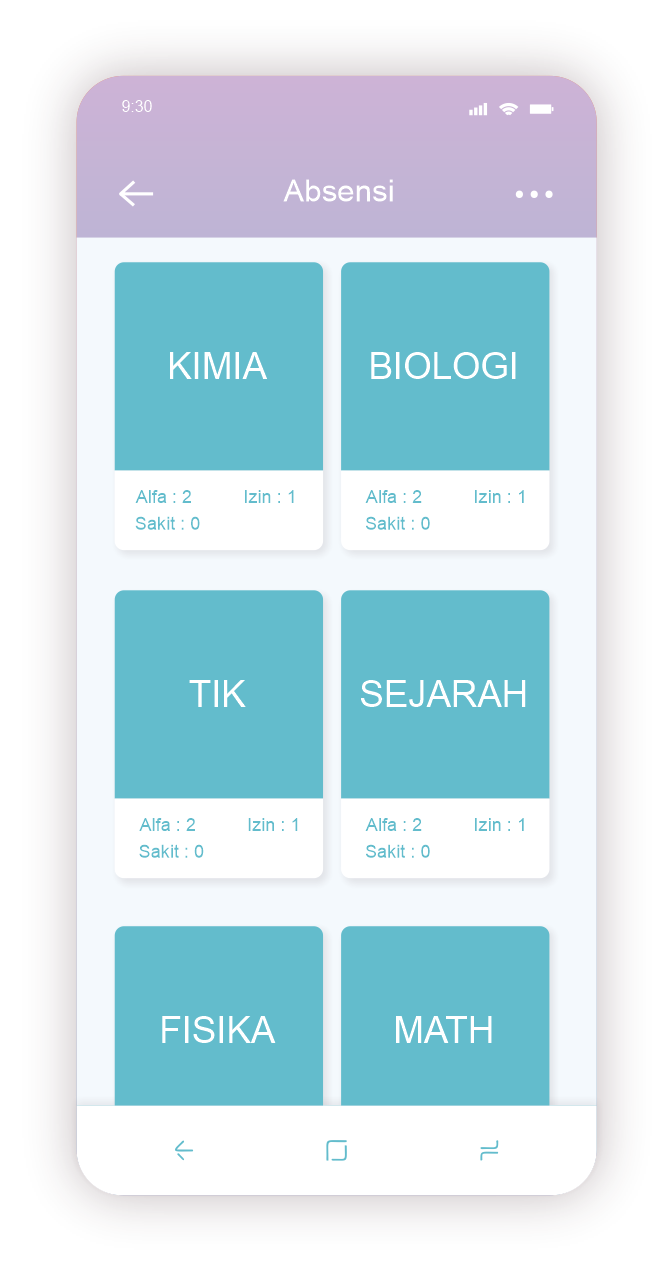 9:30
Absensi
KIMIA
Alfa : 2 Izin : 1
Sakit : 0
BIOLOGI
Alfa : 2 Izin : 1
Sakit : 0
TIK
Alfa : 2 Izin : 1
Sakit : 0
SEJARAH
Alfa : 2 Izin : 1
Sakit : 0
FISIKA
MATH